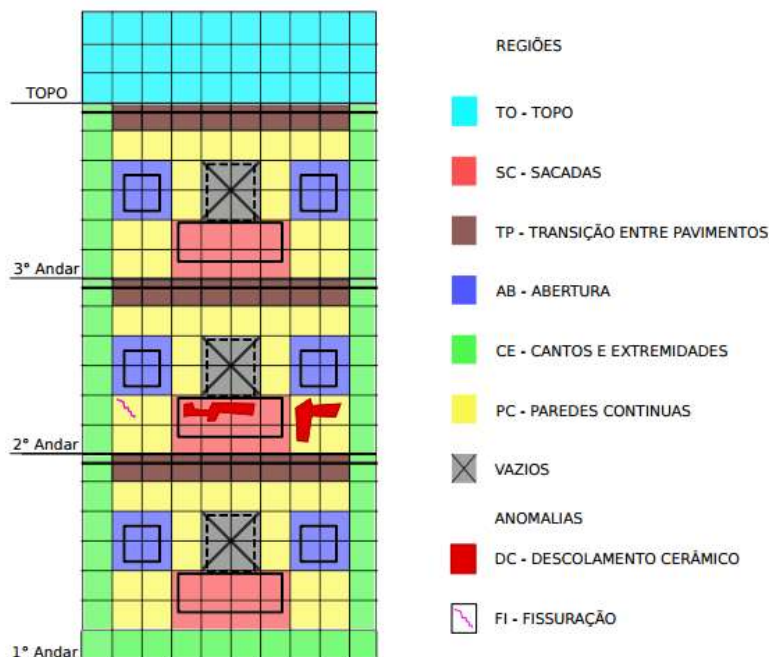 TOPO
3° Andar
2° Andar
1° Andar
REGIÕES
TO - TOPO
SC - SACADAS
TP - TRANSIÇÃO ENTRE PAVIMENTOS
AB - ABERTURA
CE - CANTOS E EXTREMIDADES
PC - PAREDES CONTINUAS
VAZIOS
ANOMALIAS
DC - DESCOLAMENTO CERÂMICO
FI - FISSURAÇÃO